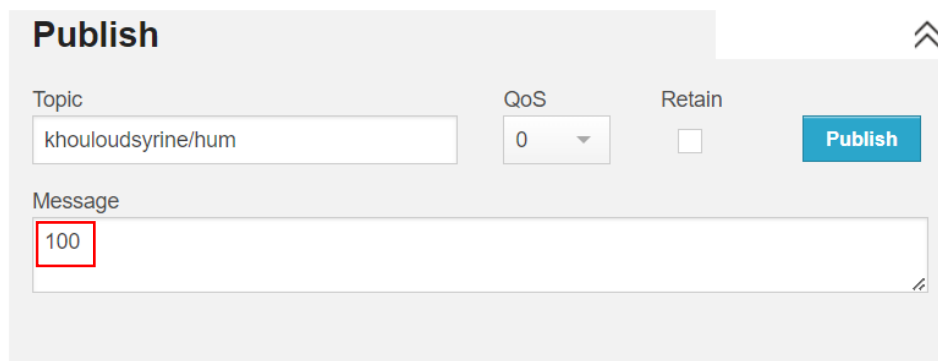 Publish
Topic QoS Retain
khouloudsyrine/hum 0 Publish
Message
100